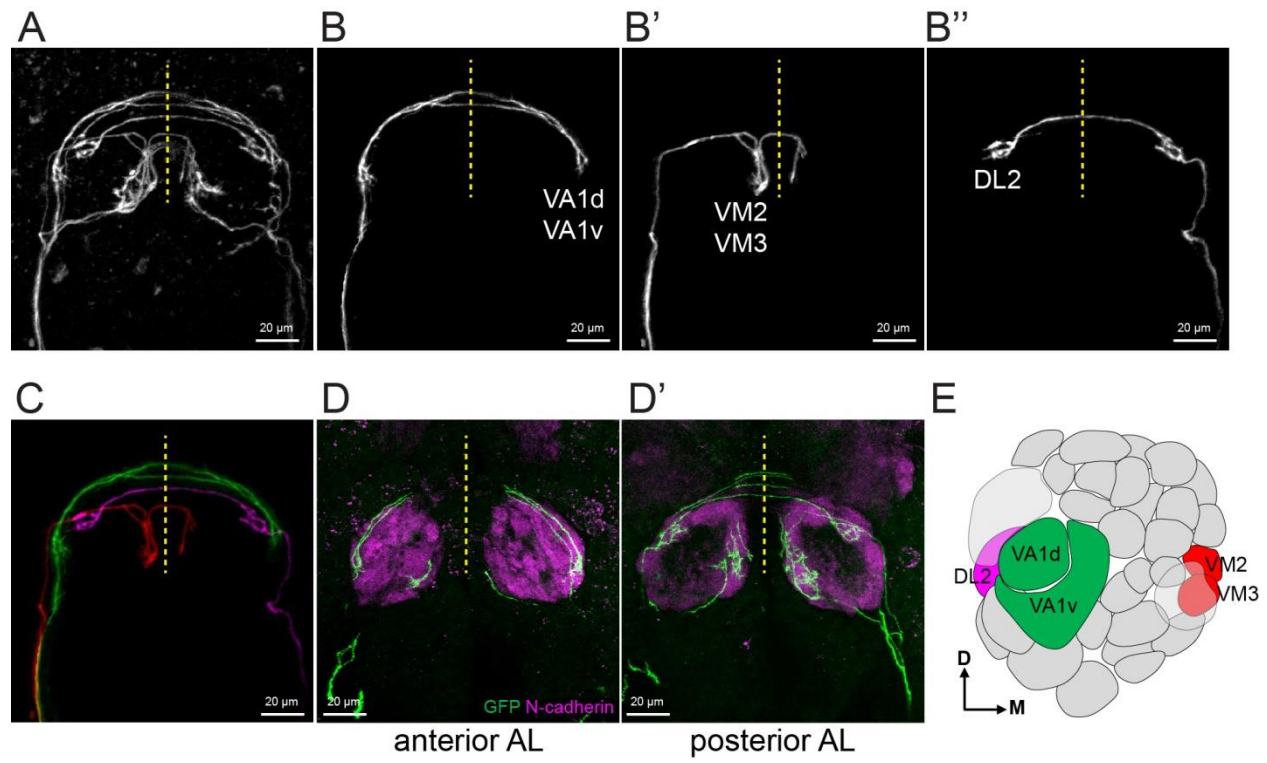 A
B
B’
B’’
VA1d
VA1v
VM2
VM3
DL2
20 µm
20 µm
20 µm
20 µm
C
D
D’
E
20 µm
20 µm
GFP N-cadherin
20 µm
VA1d
DL2
VA1v
VM2
VM3
D
M
anterior AL
posterior AL